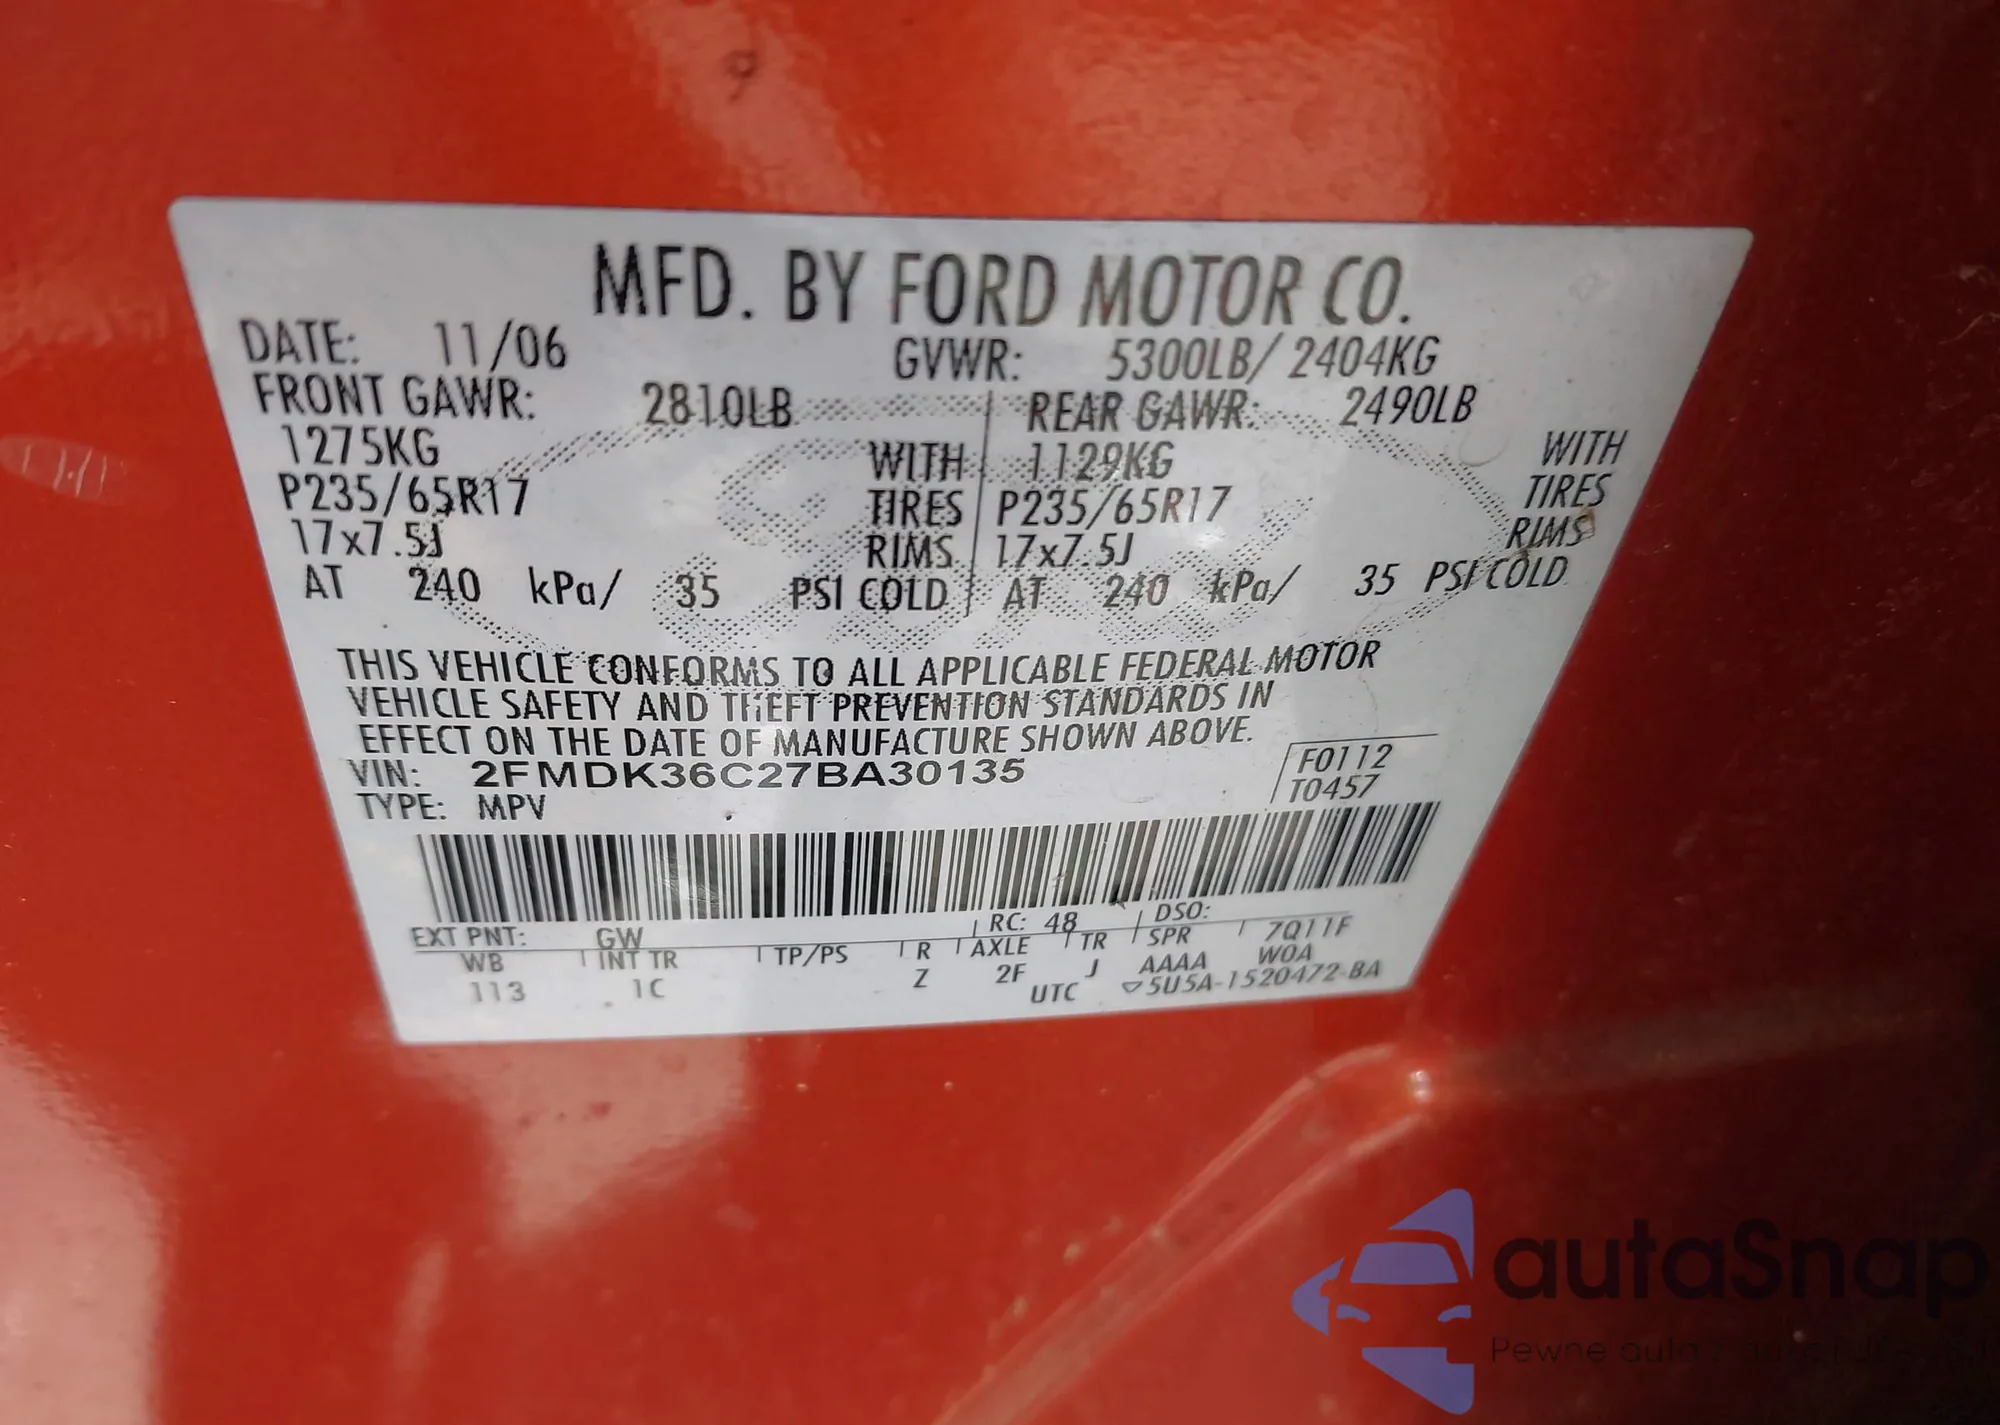 MFD. BY FORD MOTOR CO.
DATE: 11/06 GVWR: 5300LB/ 2404KG
FRONT GAWR: 2810LB REAR GAWR: 2490LB
1275KG WITH 1129KG WITH
P235/65R17 TIRES P235/65R17 TIRES
17x7.5J RIMS 17x7.5J RIMS
AT 240 kPa/ 35 PSI COLD AT 240 kPa/ 35 PSI COLD
THIS VEHICLE CONFORMS TO ALL APPLICABLE FEDERAL MOTOR
VEHICLE SAFETY AND THEFT PREVENTION STANDARDS IN
EFFECT ON THE DATE OF MANUFACTURE SHOWN ABOVE.
VIN: 2FMDK36C27BA30135 F0112
TYPE: MPV T0457
EXT PNT: GW RC: 48 DSO:
WB INT TR TP/PS R AXLE TR SPR 7Q11F
113 1C Z 2F J AAAA WOA
UTC ▽5U5A-1520472-BA
autaSnap
Pewne auta